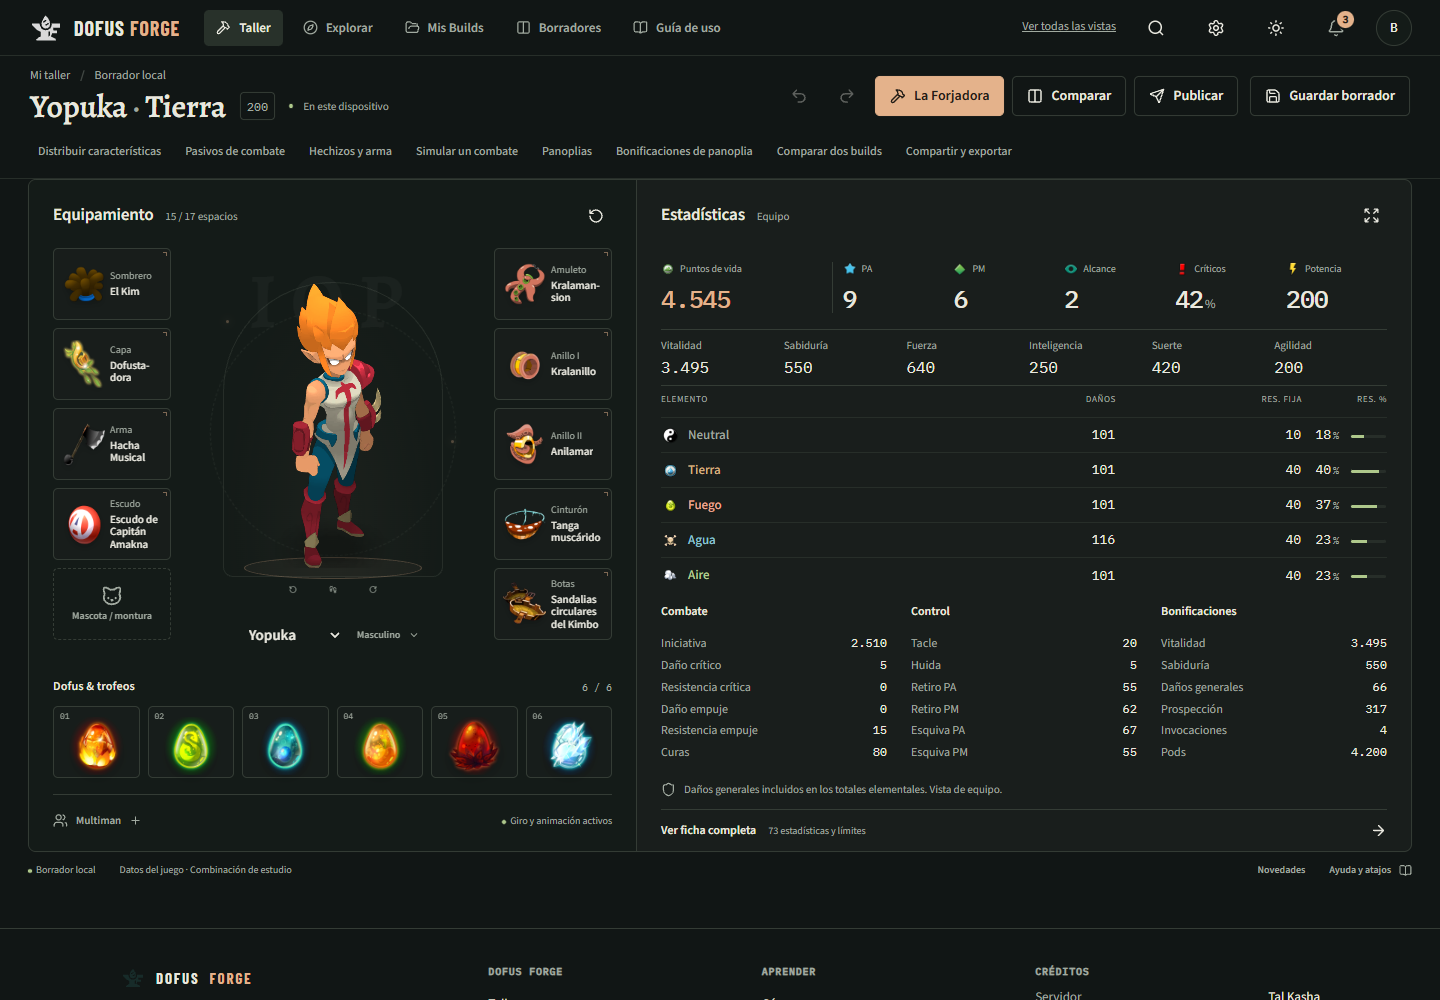 DOFUS FORGE
Taller
Explorar
Mis Builds
Borradores
Guía de uso
Ver todas las vistas
3
B
Mi taller / Borrador local
Yopuka · Tierra
200
En este dispositivo
La Forjadora
Comparar
Publicar
Guardar borrador
Distribuir características
Pasivos de combate
Hechizos y arma
Simular un combate
Panoplias
Bonificaciones de panoplia
Comparar dos builds
Compartir y exportar
Equipamiento
15 / 17 espacios
Sombrero
El Kim
Capa
Dofusta-
dora
Arma
Hacha
Musical
Escudo
Escudo de
Capitán
Amakna
Mascota / montura
IOP
Amuleto
Kralaman-
sion
Anillo I
Kralanillo
Anillo II
Anilamar
Cinturón
Tanga
muscárido
Botas
Sandalias
circulares
del Kimbo
Yopuka
Masculino
Dofus & trofeos
6 / 6
01
02
03
04
05
06
Multiman +
Giro y animación activos
Estadísticas
Equipo
Puntos de vida
4.545
PA
9
PM
6
Alcance
2
Críticos
42%
Potencia
200
Vitalidad
3.495
Sabiduría
550
Fuerza
640
Inteligencia
250
Suerte
420
Agilidad
200
ELEMENTO DAÑOS RES. FIJA RES. %
Neutral 101 10 18%
Tierra 101 40 40%
Fuego 101 40 37%
Agua 116 40 23%
Aire 101 40 23%
Combate
Iniciativa 2.510
Daño crítico 5
Resistencia crítica 0
Daño empuje 0
Resistencia empuje 15
Curas 80
Control
Tacle 20
Huida 5
Retiro PA 55
Retiro PM 62
Esquiva PA 67
Esquiva PM 55
Bonificaciones
Vitalidad 3.495
Sabiduría 550
Daños generales 66
Prospección 317
Invocaciones 4
Pods 4.200
Daños generales incluidos en los totales elementales. Vista de equipo.
Ver ficha completa
73 estadísticas y límites
Borrador local
Datos del juego · Combinación de estudio
Novedades
Ayuda y atajos
DOFUS FORGE
DOFUS FORGE
APRENDER
CRÉDITOS
Servidor
Tal Kasha